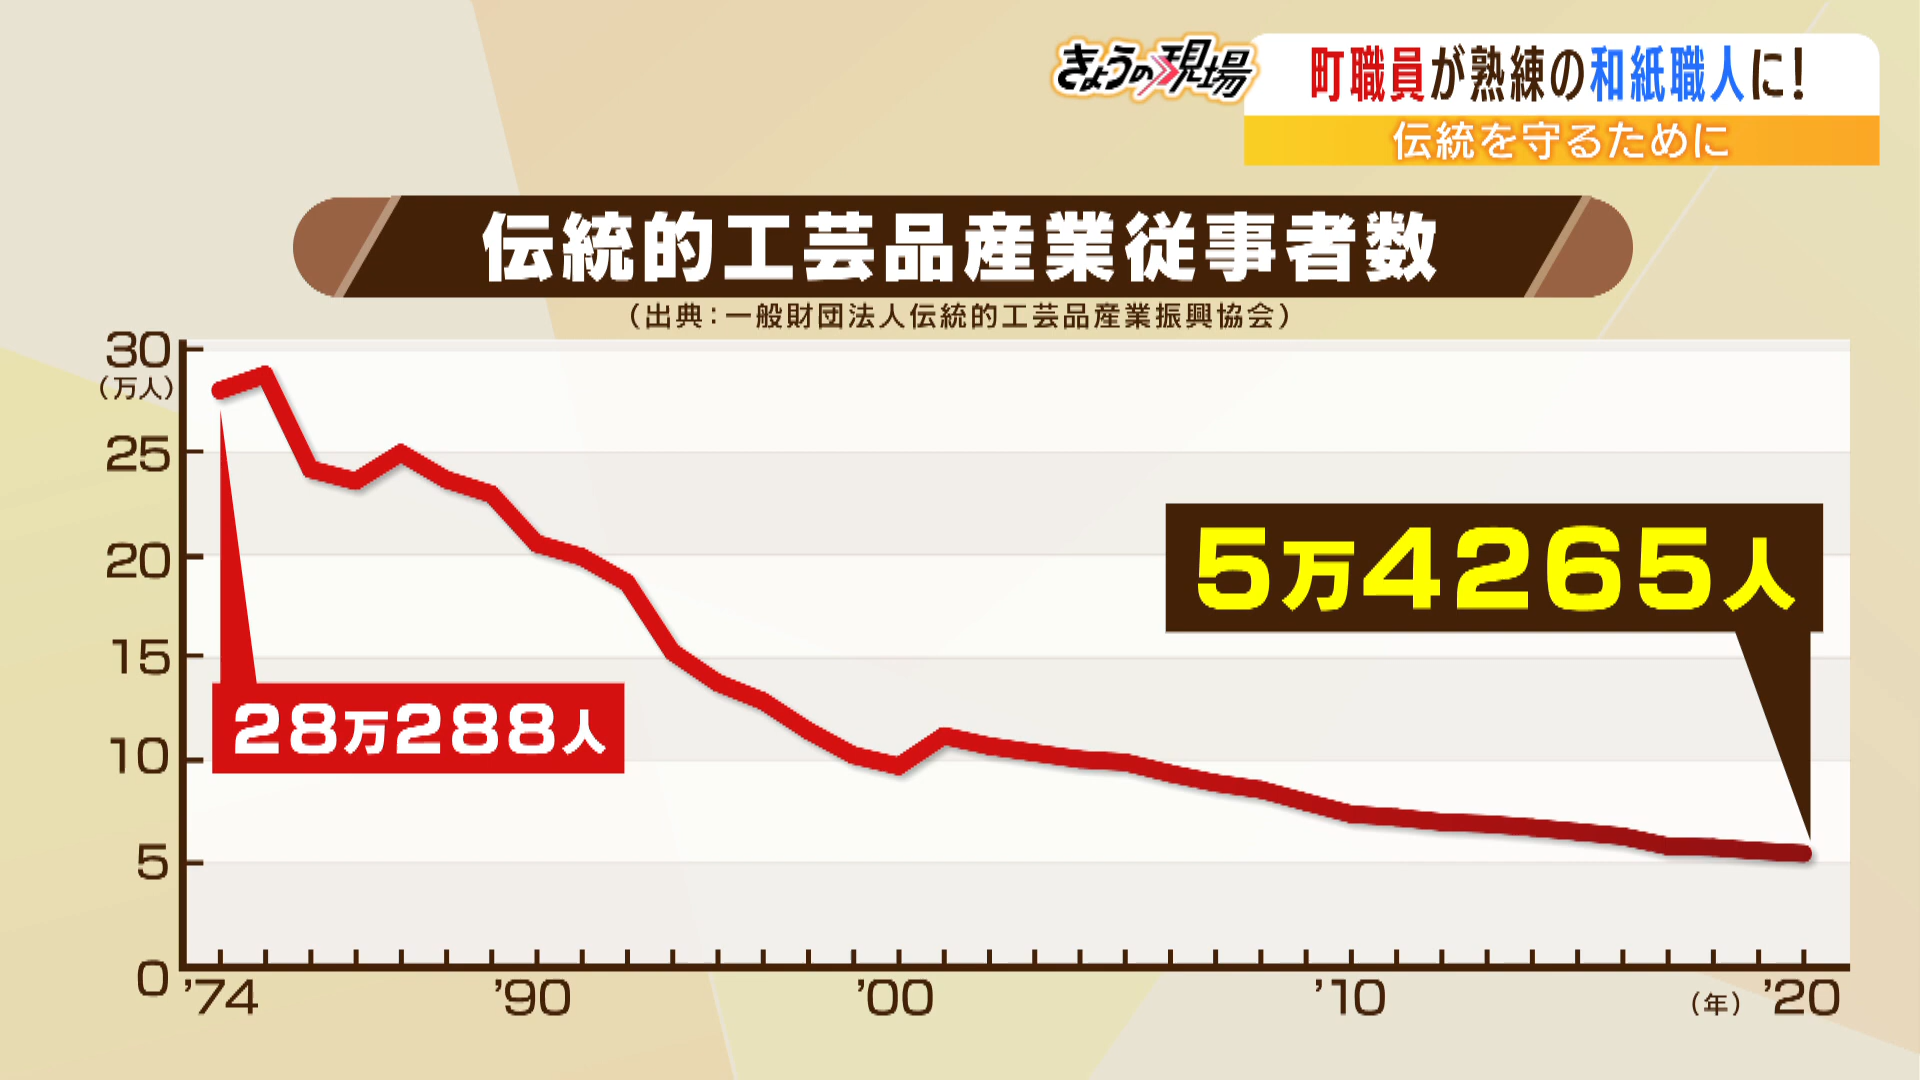 きょうの現場
町職員が熟練の和紙職人に!
伝統を守るために
伝統的工芸品産業従事者数
(出典:一般財団法人伝統的工芸品産業振興協会)
30
(万人)
25
20
15
10
5
0
5万4265人
28万288人
'74
'90
'00
'10
(年)
'20